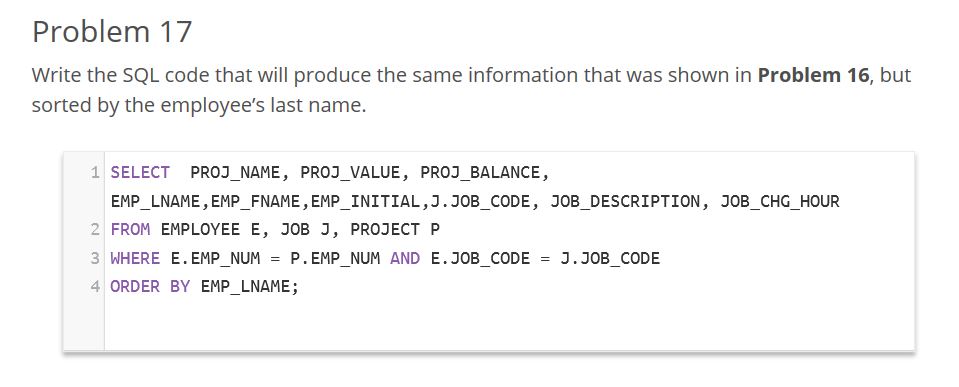 Problem 17
Write the SQL code that will produce the same information that was shown in Problem 16, but
sorted by the employee’s last name.
1 SELECT  PROJ_NAME, PROJ_VALUE, PROJ_BALANCE,
EMP_LNAME,EMP_FNAME,EMP_INITIAL,J.JOB_CODE, JOB_DESCRIPTION, JOB_CHG_HOUR
2 FROM EMPLOYEE E, JOB J, PROJECT P
3 WHERE E.EMP_NUM = P.EMP_NUM AND E.JOB_CODE = J.JOB_CODE
4 ORDER BY EMP_LNAME;